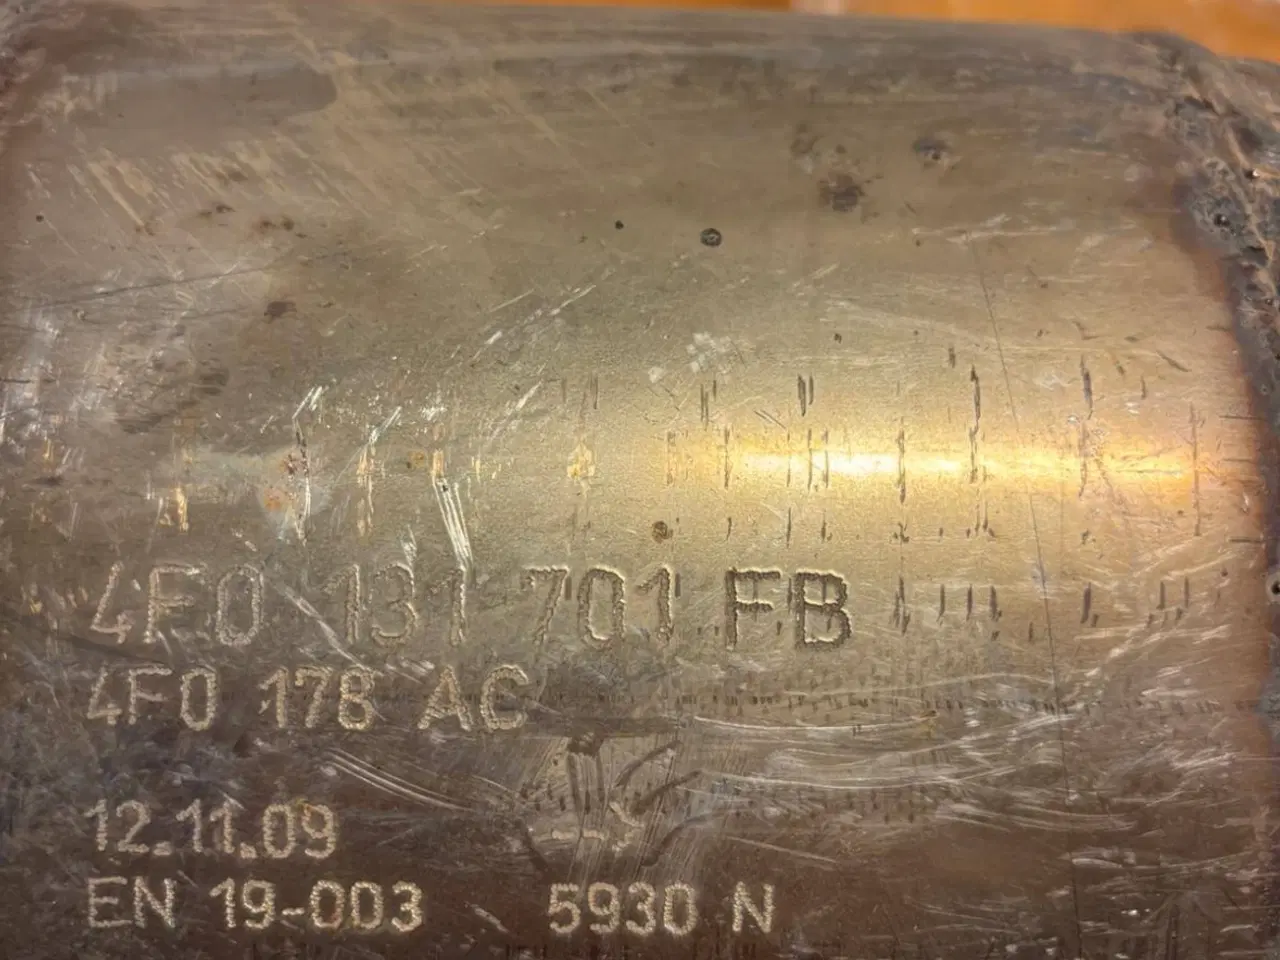 4F0 131 701 FB
4F0 178 AC
12.11.09
EN 19-003 5930 N